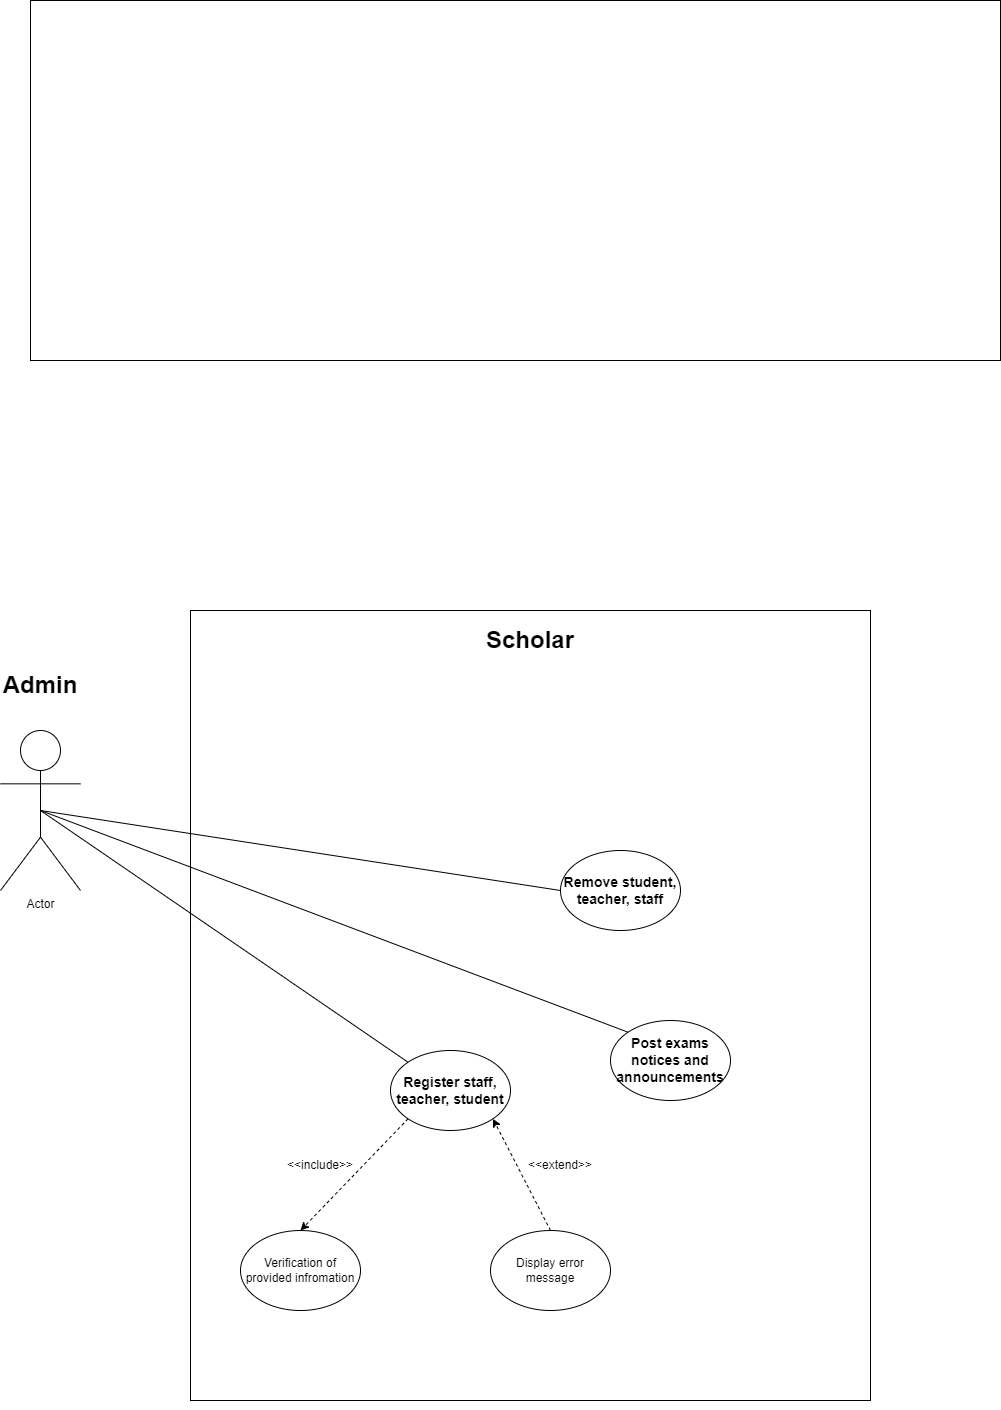 Scholar
Admin
Actor
Remove student,
teacher, staff
Post exams
notices and
announcements
Register staff,
teacher, student
<<include>>
<<extend>>
Verification of
provided infromation
Display error
message